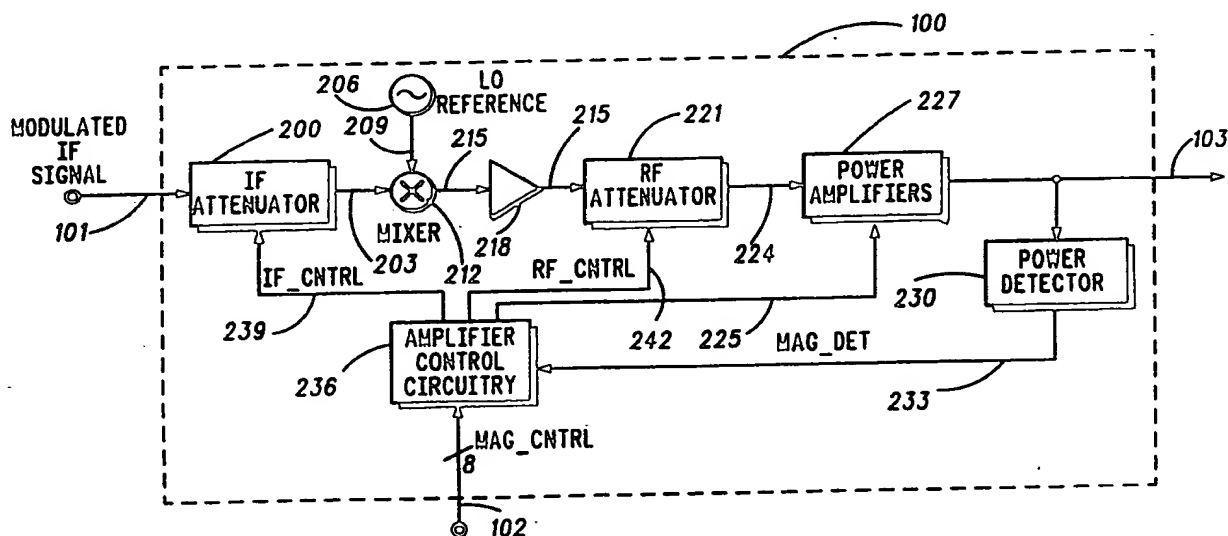 100
206
LO
REFERENCE
MODULATED
IF
SIGNAL
200
209
215
215
221
227
103
IF
ATTENUATOR
RF
ATTENUATOR
POWER
AMPLIFIERS
101
MIXER
203
212
218
224
IF_CNTRL
RF_CNTRL
230
POWER
DETECTOR
239
242
225
236
AMPLIFIER
CONTROL
CIRCUITRY
MAG_DET
233
MAG_CNTRL
8
102